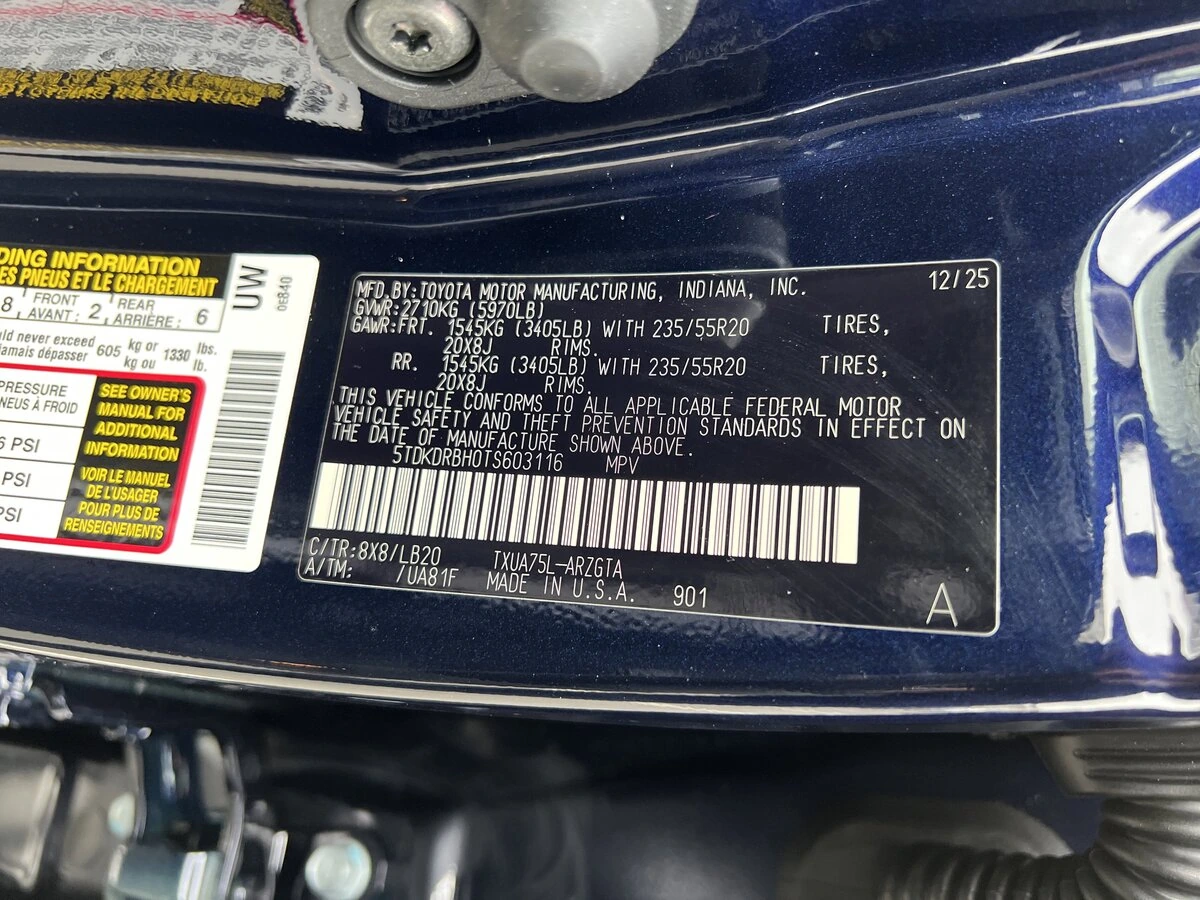 DING INFORMATION
ES PNEUS ET LE CHARGEMENT
8 FRONT AVANT: 2 REAR ARRIÈRE: 6
uld never exceed
jamais dépasser 605 kg or kg ou 1330 lbs. lb.
PRESSURE
NEUS À FROID
6 PSI
PSI
PSI
SEE OWNER'S
MANUAL FOR
ADDITIONAL
INFORMATION
VOIR LE MANUEL
DE L'USAGER
POUR PLUS DE
RENSEIGNEMENTS
UW
0E840
MFD. BY: TOYOTA MOTOR MANUFACTURING, INDIANA, INC. 12/25
GVWR: 2710KG (5970LB)
GAWR: FRT. 1545KG (3405LB) WITH 235/55R20 TIRES,
20X8J RIMS.
RR. 1545KG (3405LB) WITH 235/55R20 TIRES,
20X8J RIMS.
THIS VEHICLE CONFORMS TO ALL APPLICABLE FEDERAL MOTOR
VEHICLE SAFETY AND THEFT PREVENTION STANDARDS IN EFFECT ON
THE DATE OF MANUFACTURE SHOWN ABOVE.
5TDKDRBH0TS603116 MPV
C/TR: 8X8/LB20 TXUA75L-ARZGTA
A/TM: /UA81F MADE IN U.S.A. 901
A